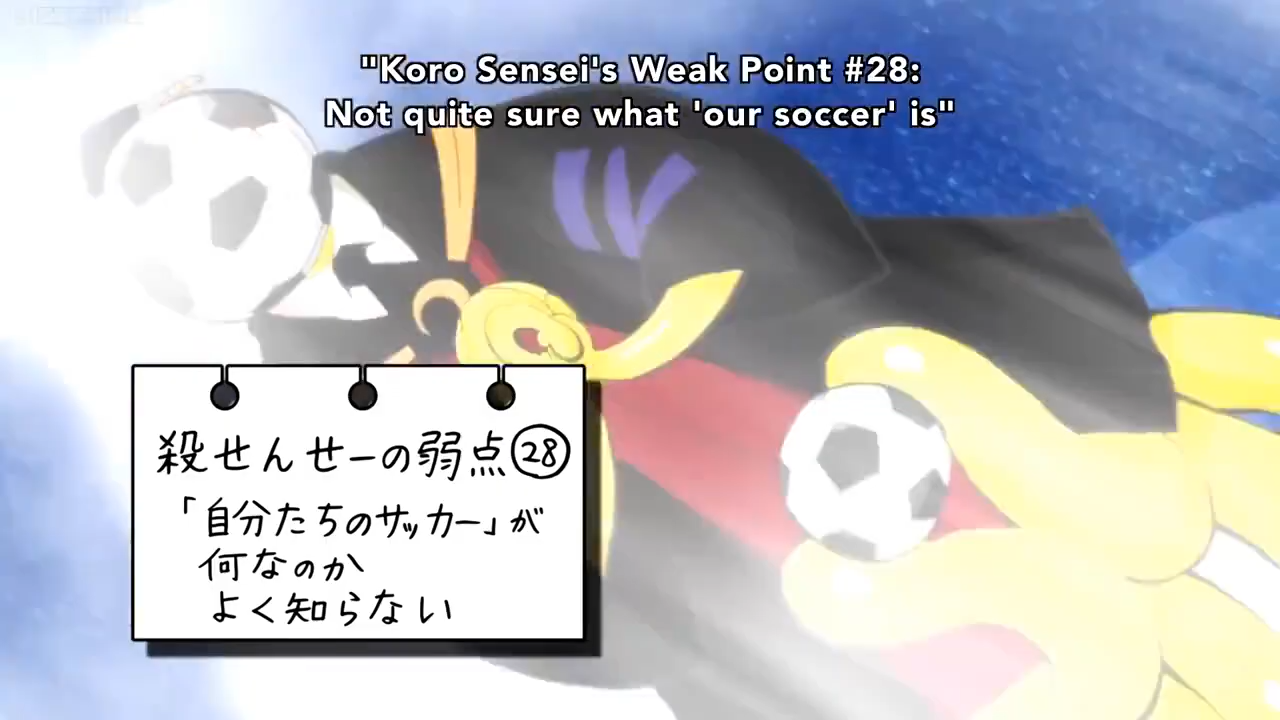 "Koro Sensei's Weak Point #28:
Not quite sure what 'our soccer' is"
殺せんせーの弱点㉘
「自分たちのサッカー」が
何なのか
よく知らない